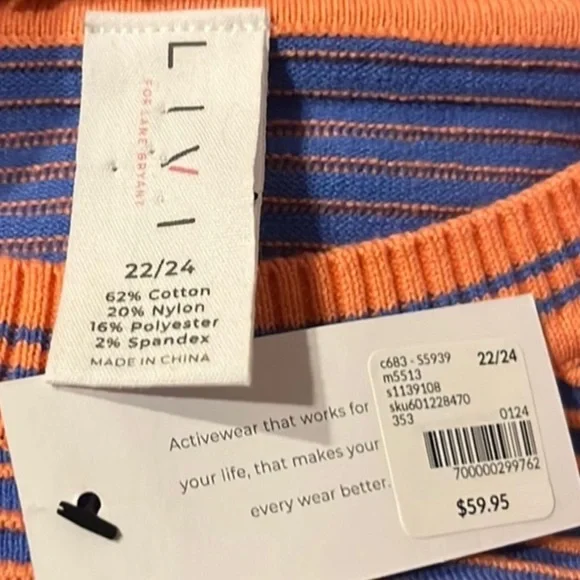 LIVI
FOR LANE BRYANT
22/24
62% Cotton
20% Nylon
16% Polyester
2% Spandex
MADE IN CHINA
Activewear that works for
your life, that makes your
every wear better.
c683 - S5939 22/24
m5513
s1139108
sku601228470
353 0124
700000299762
$59.95